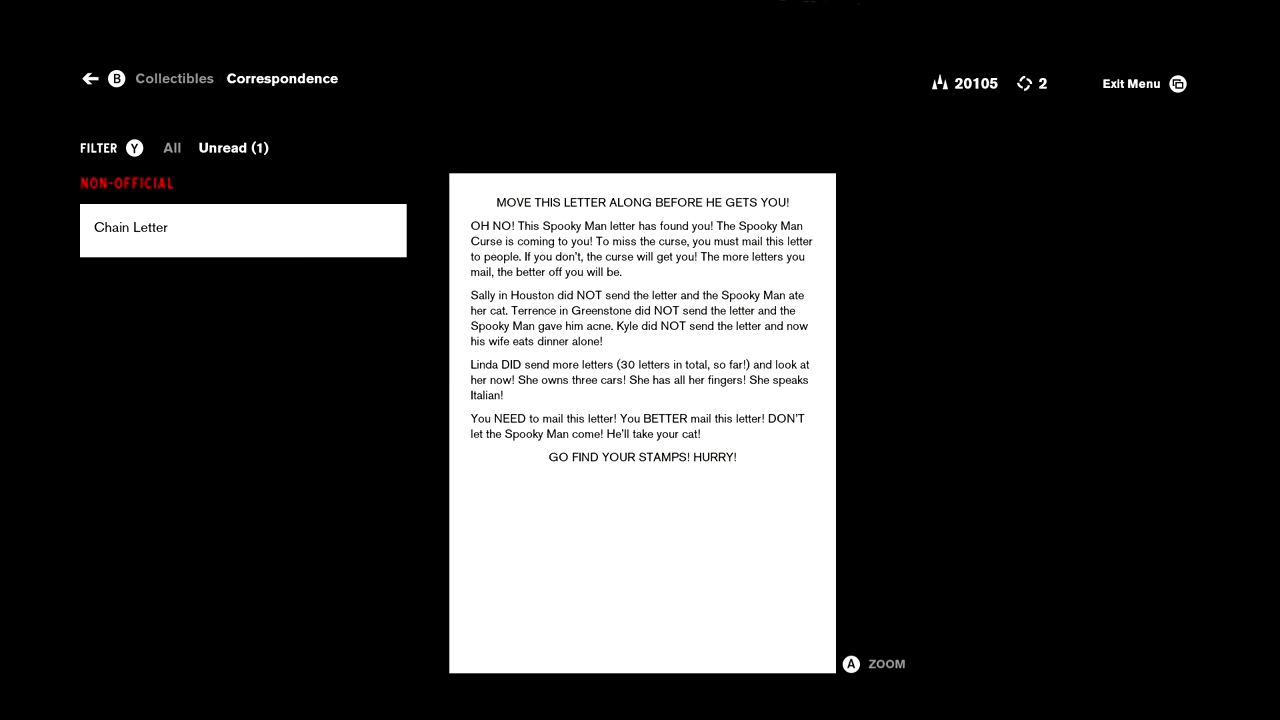 B Collectibles Correspondence
20105 2 Exit Menu
FILTER Y All Unread (1)
NON-OFFICIAL
Chain Letter
MOVE THIS LETTER ALONG BEFORE HE GETS YOU!
OH NO! This Spooky Man letter has found you! The Spooky Man
Curse is coming to you! To miss the curse, you must mail this letter
to people. If you don't, the curse will get you! The more letters you
mail, the better off you will be.
Sally in Houston did NOT send the letter and the Spooky Man ate
her cat. Terrence in Greenstone did NOT send the letter and the
Spooky Man gave him acne. Kyle did NOT send the letter and now
his wife eats dinner alone!
Linda DID send more letters (30 letters in total, so far!) and look at
her now! She owns three cars! She has all her fingers! She speaks
Italian!
You NEED to mail this letter! You BETTER mail this letter! DON'T
let the Spooky Man come! He'll take your cat!
GO FIND YOUR STAMPS! HURRY!
A ZOOM